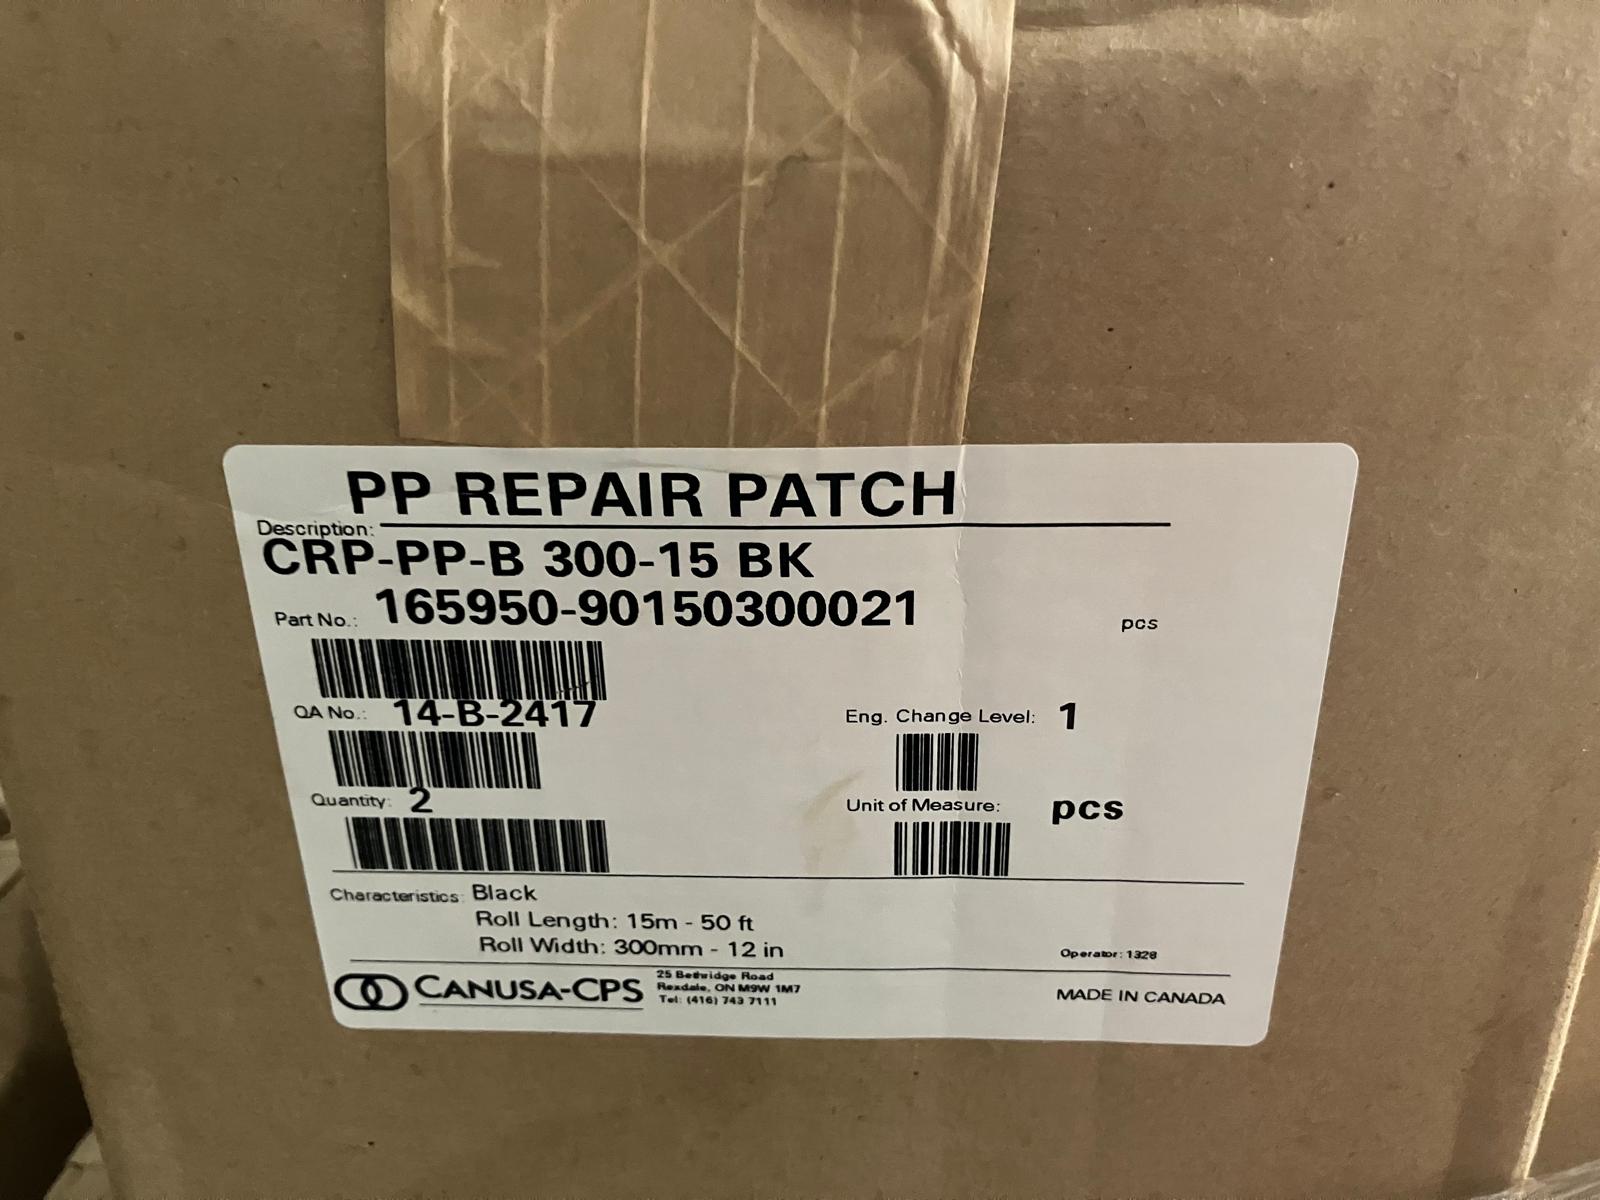 PP REPAIR PATCH
Description:
CRP-PP-B 300-15 BK
Part No.: 165950-90150300021 pcs
QA No.: 14-B-2417 Eng. Change Level: 1
Quantity: 2 Unit of Measure: pcs
Characteristics: Black
Roll Length: 15m - 50 ft
Roll Width: 300mm - 12 in Operator: 1328
CANUSA-CPS
25 Bethridge Road
Rexdale, ON M9W 1M7
Tel: (416) 743 7111
MADE IN CANADA